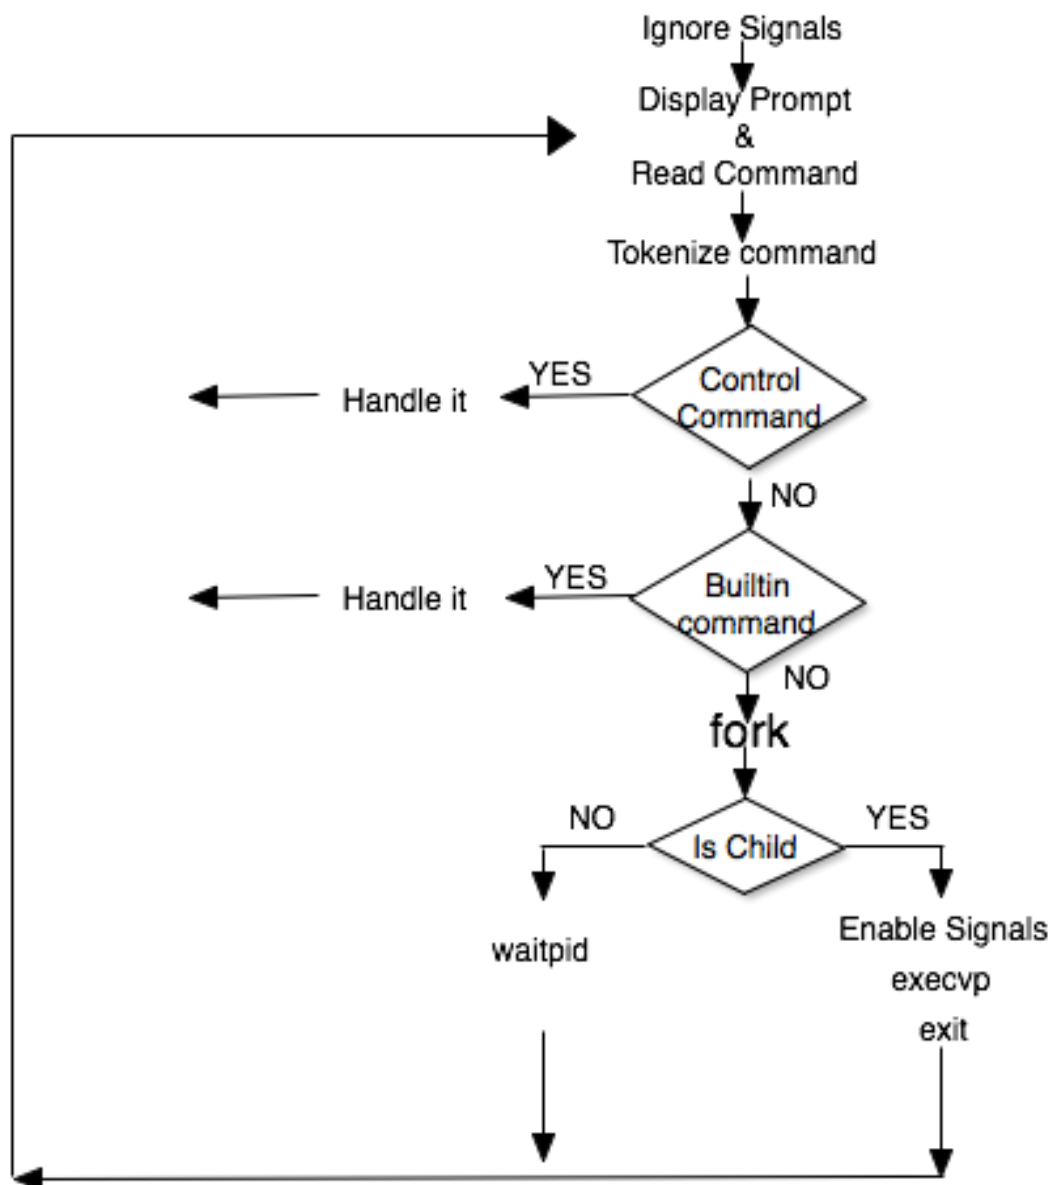 Ignore Signals
Display Prompt
&
Read Command
Tokenize command
Control
Command
YES
Handle it
NO
Builtin
command
YES
Handle it
NO
fork
Is Child
NO
YES
waitpid
Enable Signals
execvp
exit